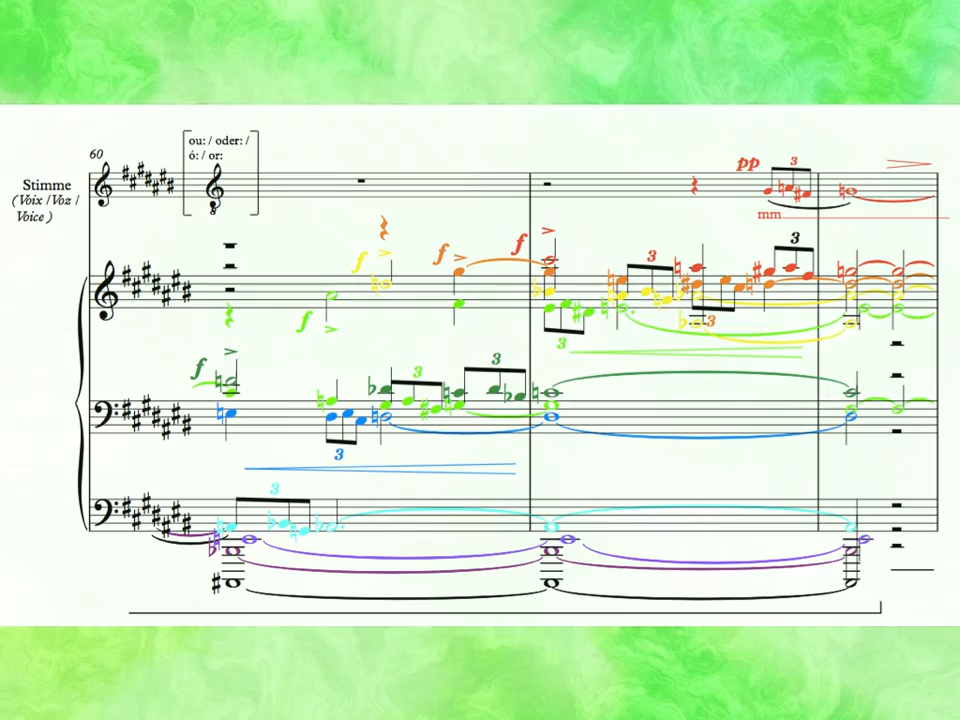 ou: / oder: /
ó: / or:
60
Stimme
(Voix / Voz /
Voice )
8
pp
3
mm
f
f
f
3
3
f
3
3
f
3
3
3
3
3